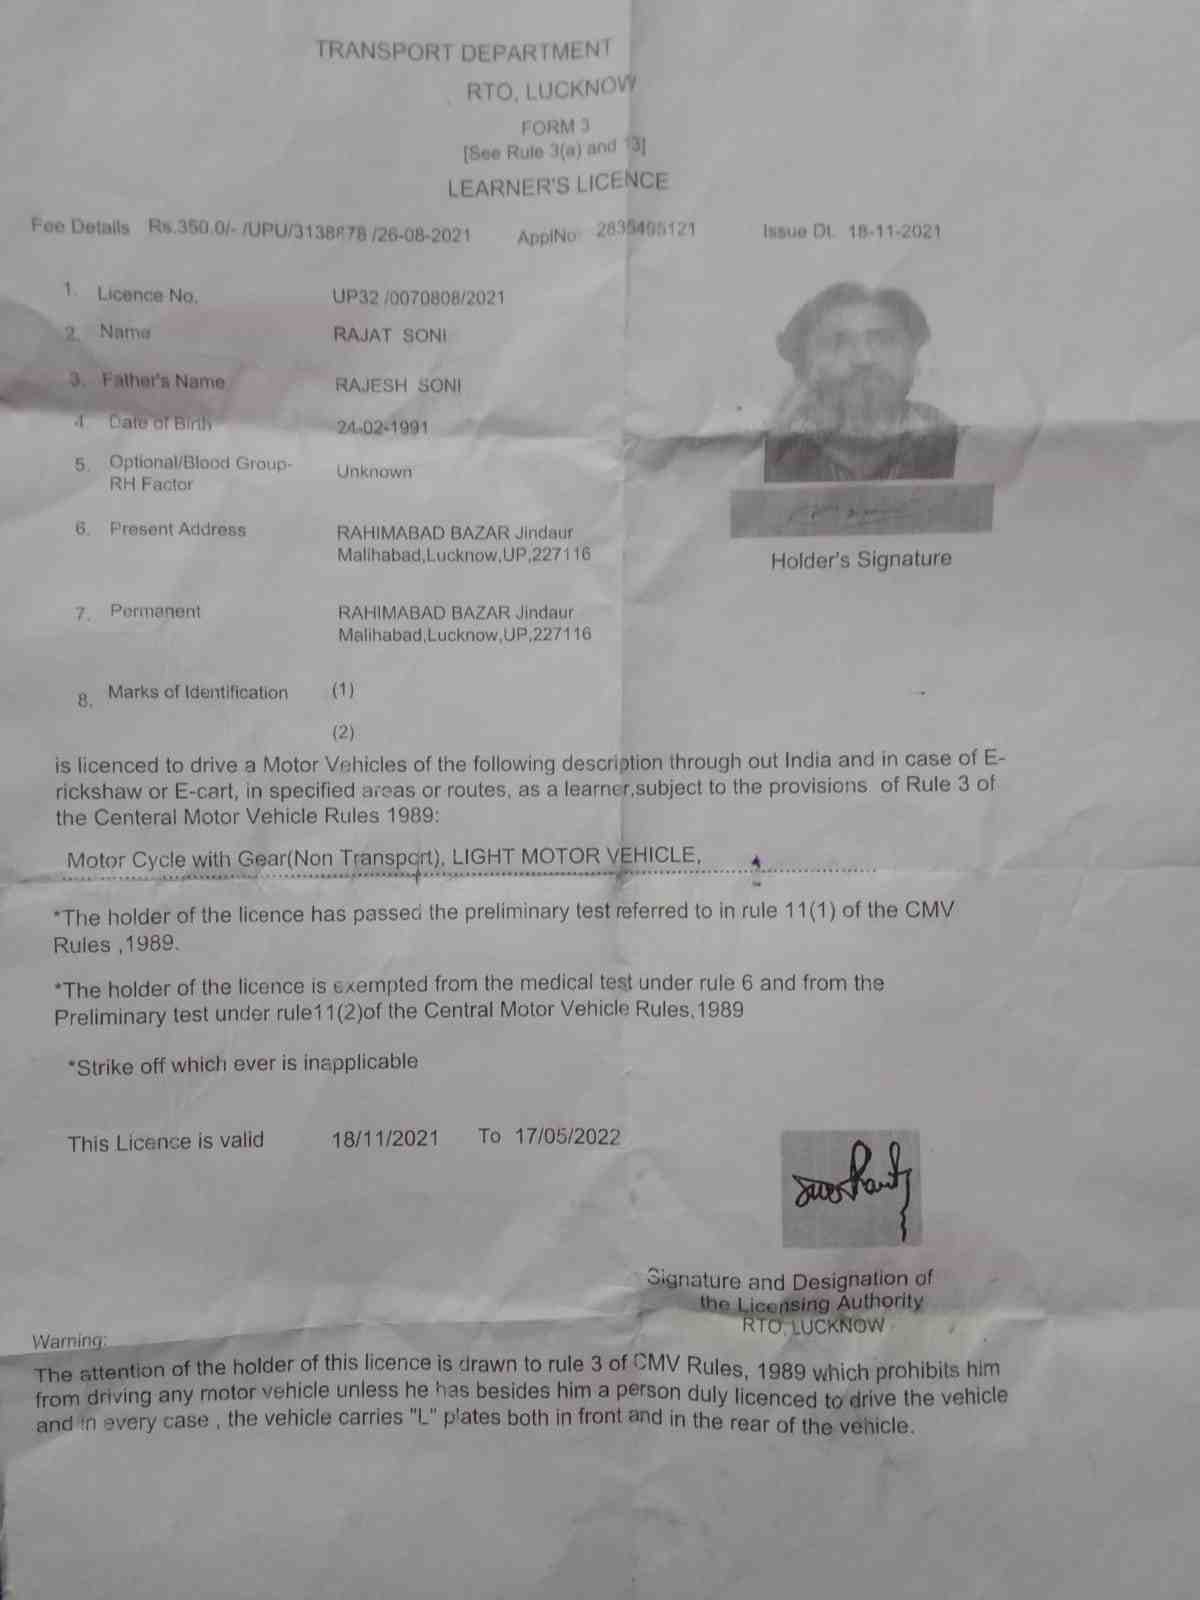 TRANSPORT DEPARTMENT
RTO, LUCKNOW
FORM 3
[See Rule 3(a) and 13]
LEARNER'S LICENCE
Fee Details Rs.350.0/- /UPU/3138878 /26-08-2021 ApplNo: 2835495121 Issue Dt. 18-11-2021
1. Licence No. UP32 /0070808/2021
2. Name RAJAT SONI
3. Father's Name RAJESH SONI
4 Date of Birth 24-02-1991
5. Optional/Blood Group- Unknown
RH Factor
6. Present Address RAHIMABAD BAZAR Jindaur
Malihabad,Lucknow,UP,227116
Holder's Signature
7. Permanent RAHIMABAD BAZAR Jindaur
Malihabad,Lucknow,UP,227116
8. Marks of Identification (1)
(2)
is licenced to drive a Motor Vehicles of the following description through out India and in case of E-
rickshaw or E-cart, in specified areas or routes, as a learner,subject to the provisions of Rule 3 of
the Centeral Motor Vehicle Rules 1989:
Motor Cycle with Gear(Non Transport), LIGHT MOTOR VEHICLE,
*The holder of the licence has passed the preliminary test referred to in rule 11(1) of the CMV
Rules ,1989.
*The holder of the licence is exempted from the medical test under rule 6 and from the
Preliminary test under rule11(2)of the Central Motor Vehicle Rules,1989
*Strike off which ever is inapplicable
This Licence is valid 18/11/2021 To 17/05/2022
Signature and Designation of
the Licensing Authority
RTO, LUCKNOW
Warning:
The attention of the holder of this licence is drawn to rule 3 of CMV Rules, 1989 which prohibits him
from driving any motor vehicle unless he has besides him a person duly licenced to drive the vehicle
and in every case , the vehicle carries "L" plates both in front and in the rear of the vehicle.